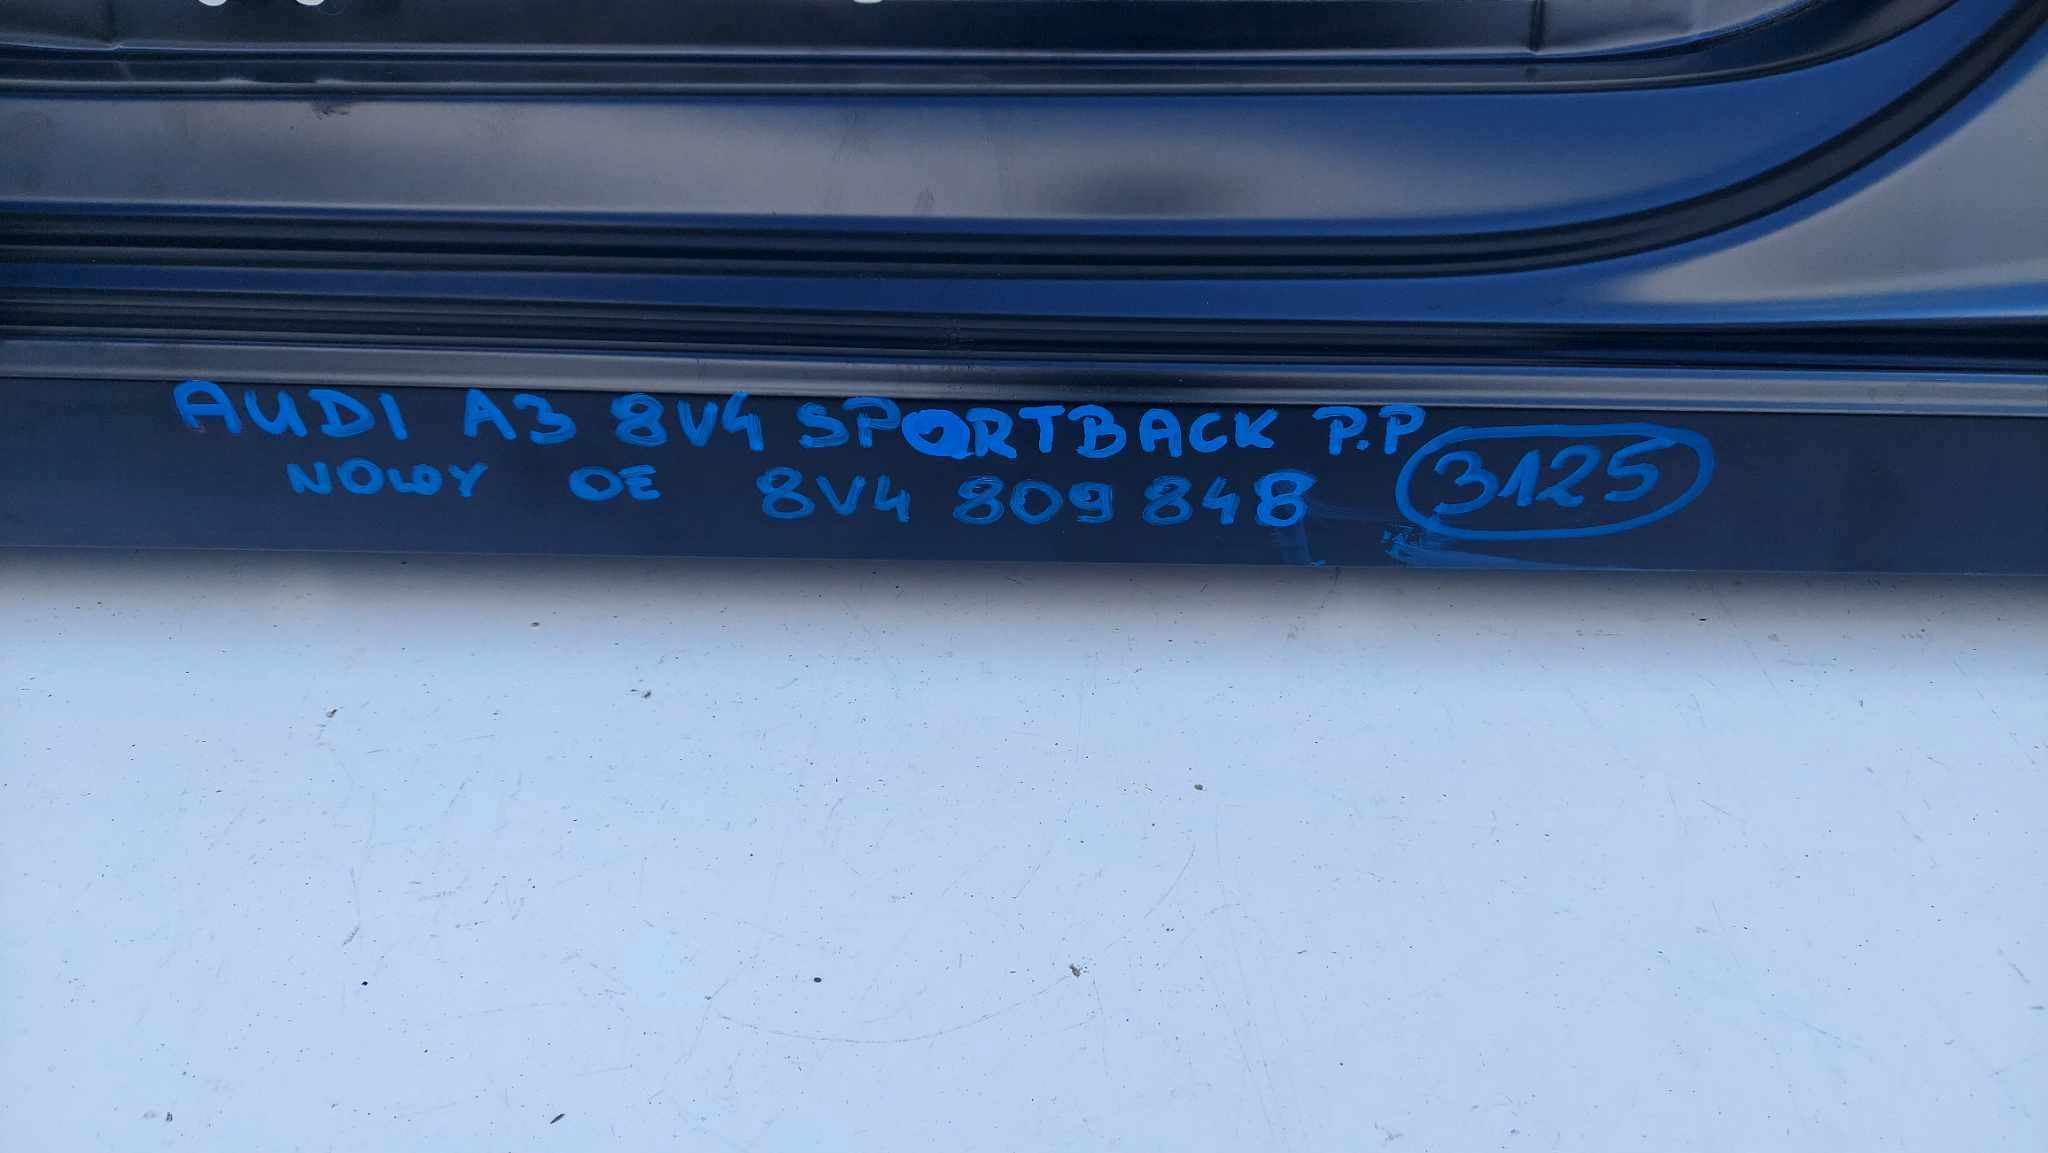 AUDI A3 8V4 SPORTBACK P.P
NOWY OE 8V4 809 848 3125